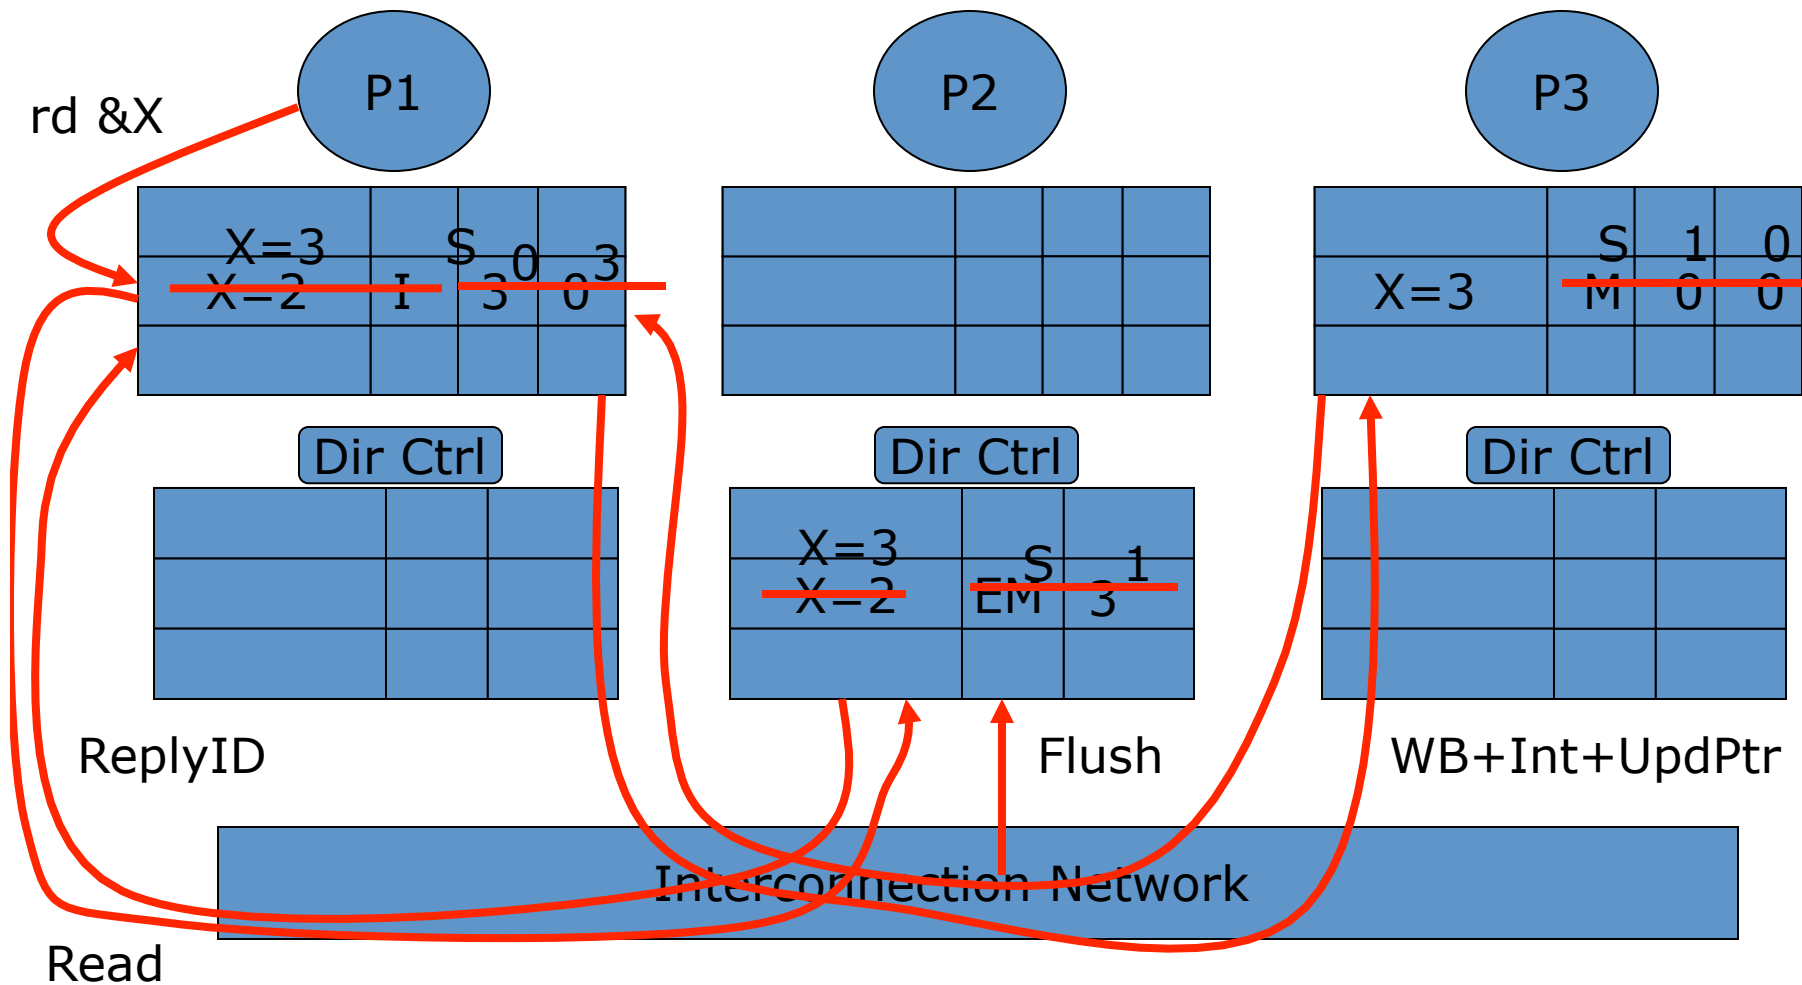 P1
P2
P3
rd &X
X=3 S 0 3
X=2 I 3 0
S 1 0
X=3 M 0 0
Dir Ctrl
Dir Ctrl
Dir Ctrl
X=3 S 1
X=2 EM 3
ReplyID
Flush
WB+Int+UpdPtr
Interconnection Network
Read